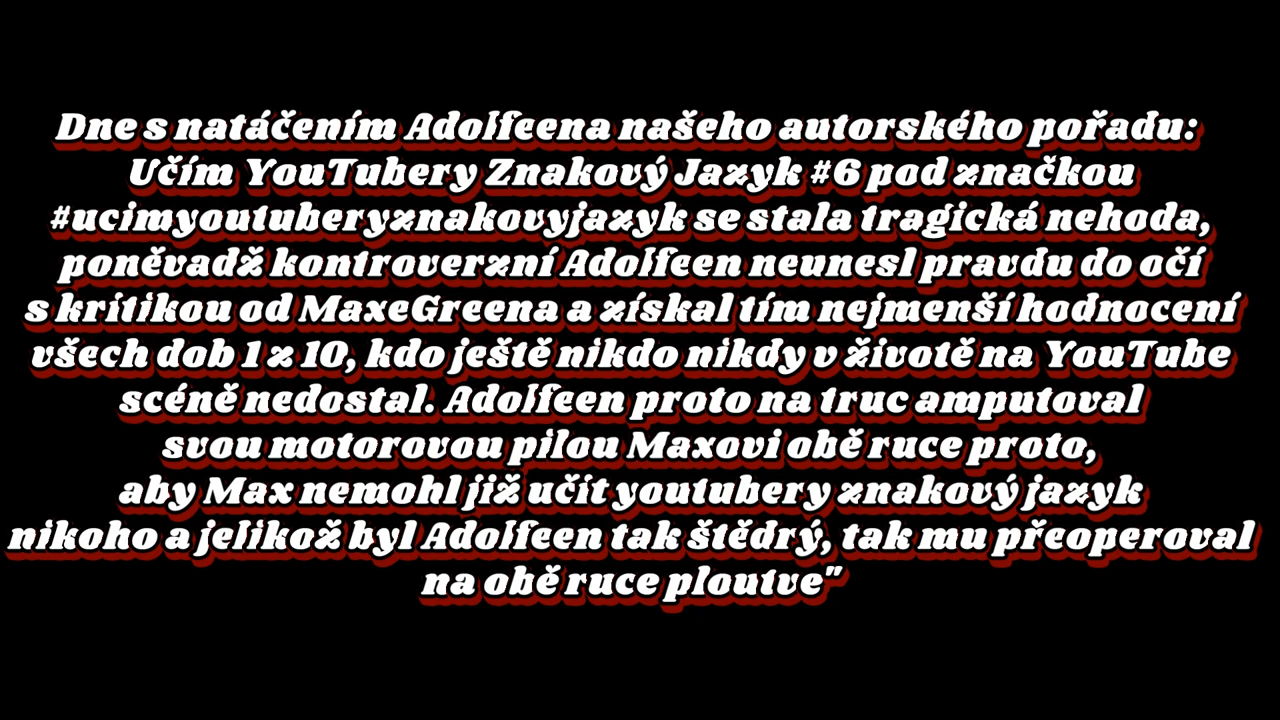 Dne s natáčením Adolfeena našeho autorského pořadu:
Učím YouTubery Znakový Jazyk #6 pod značkou
#ucimyoutuberyznakovyjazyk se stala tragická nehoda,
poněvadž kontroverzní Adolfeen neunesl pravdu do očí
s kritikou od MaxeGreena a získal tím nejmenší hodnocení
všech dob 1 z 10, kdo ještě nikdo nikdy v životě na YouTube
scéně nedostal. Adolfeen proto na truc amputoval
svou motorovou pilou Maxovi obě ruce proto,
aby Max nemohl již učit youtubery znakový jazyk
nikoho a jelikož byl Adolfeen tak štědrý, tak mu přeoperoval
na obě ruce ploutve"